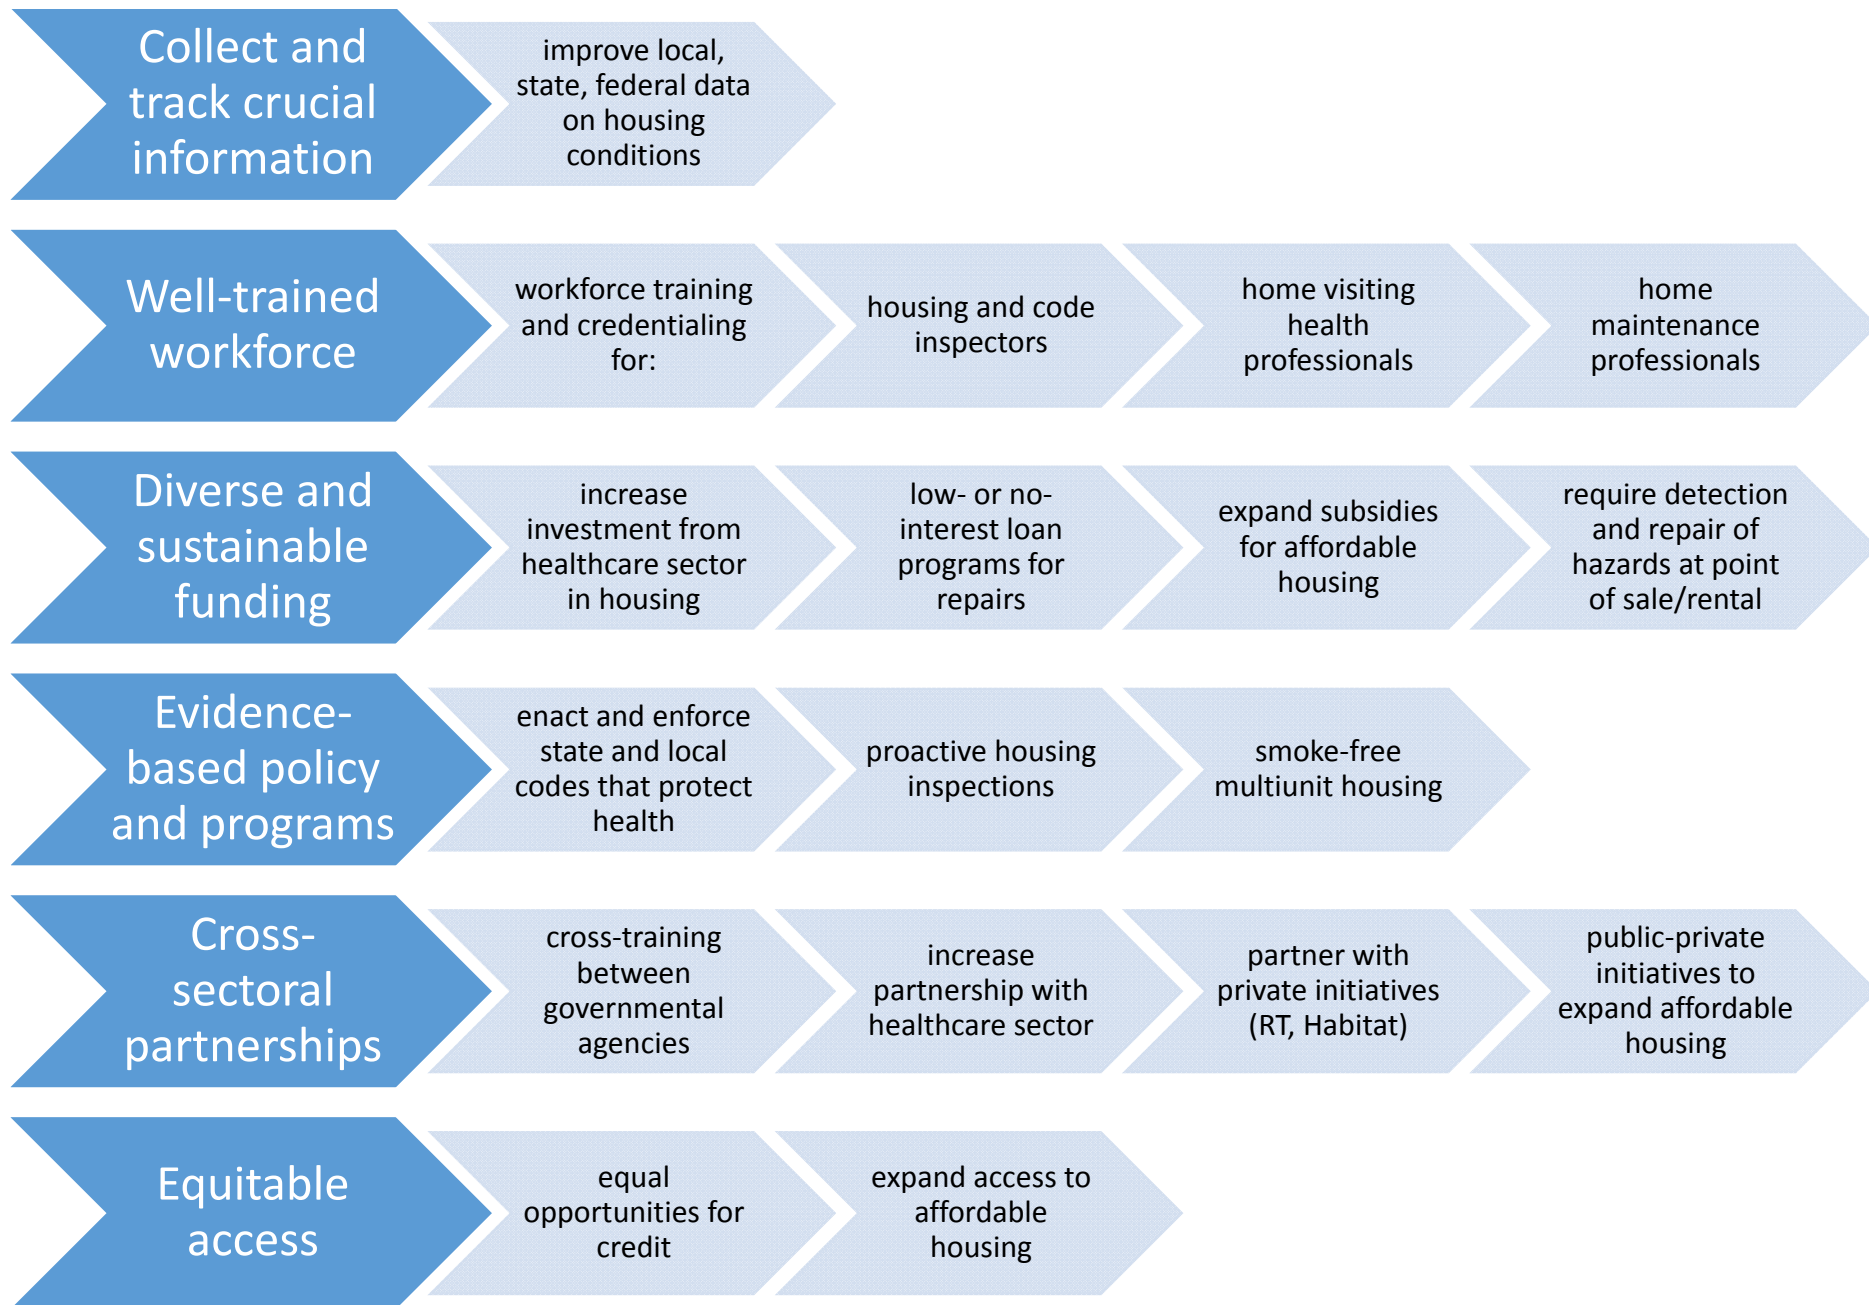 Collect and
track crucial
information
improve local,
state, federal data
on housing
conditions
Well-trained
workforce
workforce training
and credentialing
for:
housing and code
inspectors
home visiting
health
professionals
home
maintenance
professionals
Diverse and
sustainable
funding
increase
investment from
healthcare sector
in housing
low- or no-
interest loan
programs for
repairs
expand subsidies
for affordable
housing
require detection
and repair of
hazards at point
of sale/rental
Evidence-
based policy
and programs
enact and enforce
state and local
codes that protect
health
proactive housing
inspections
smoke-free
multiunit housing
Cross-
sectoral
partnerships
cross-training
between
governmental
agencies
increase
partnership with
healthcare sector
partner with
private initiatives
(RT, Habitat)
public-private
initiatives to
expand affordable
housing
Equitable
access
equal
opportunities for
credit
expand access to
affordable
housing